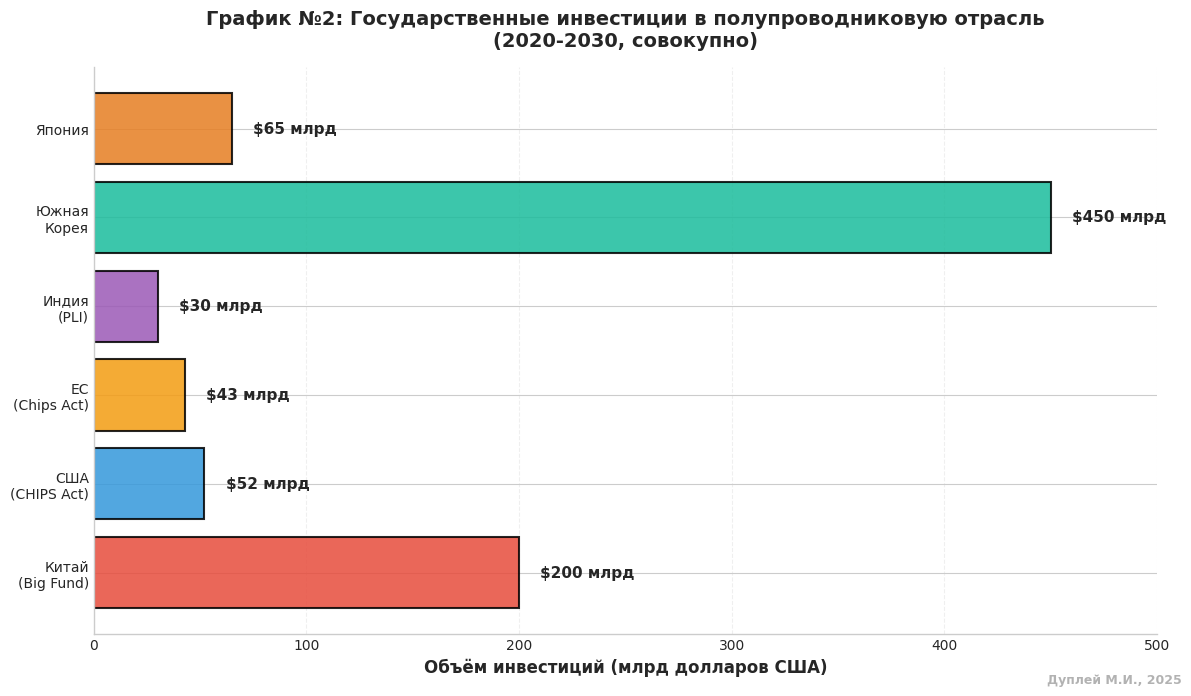 График №2: Государственные инвестиции в полупроводниковую отрасль
(2020-2030, совокупно)
Япония
$65 млрд
Южная
Корея
$450 млрд
Индия
(PLI)
$30 млрд
ЕС
(Chips Act)
$43 млрд
США
(CHIPS Act)
$52 млрд
Китай
(Big Fund)
$200 млрд
0 100 200 300 400 500
Объём инвестиций (млрд долларов США)
Дуплей М.И., 2025